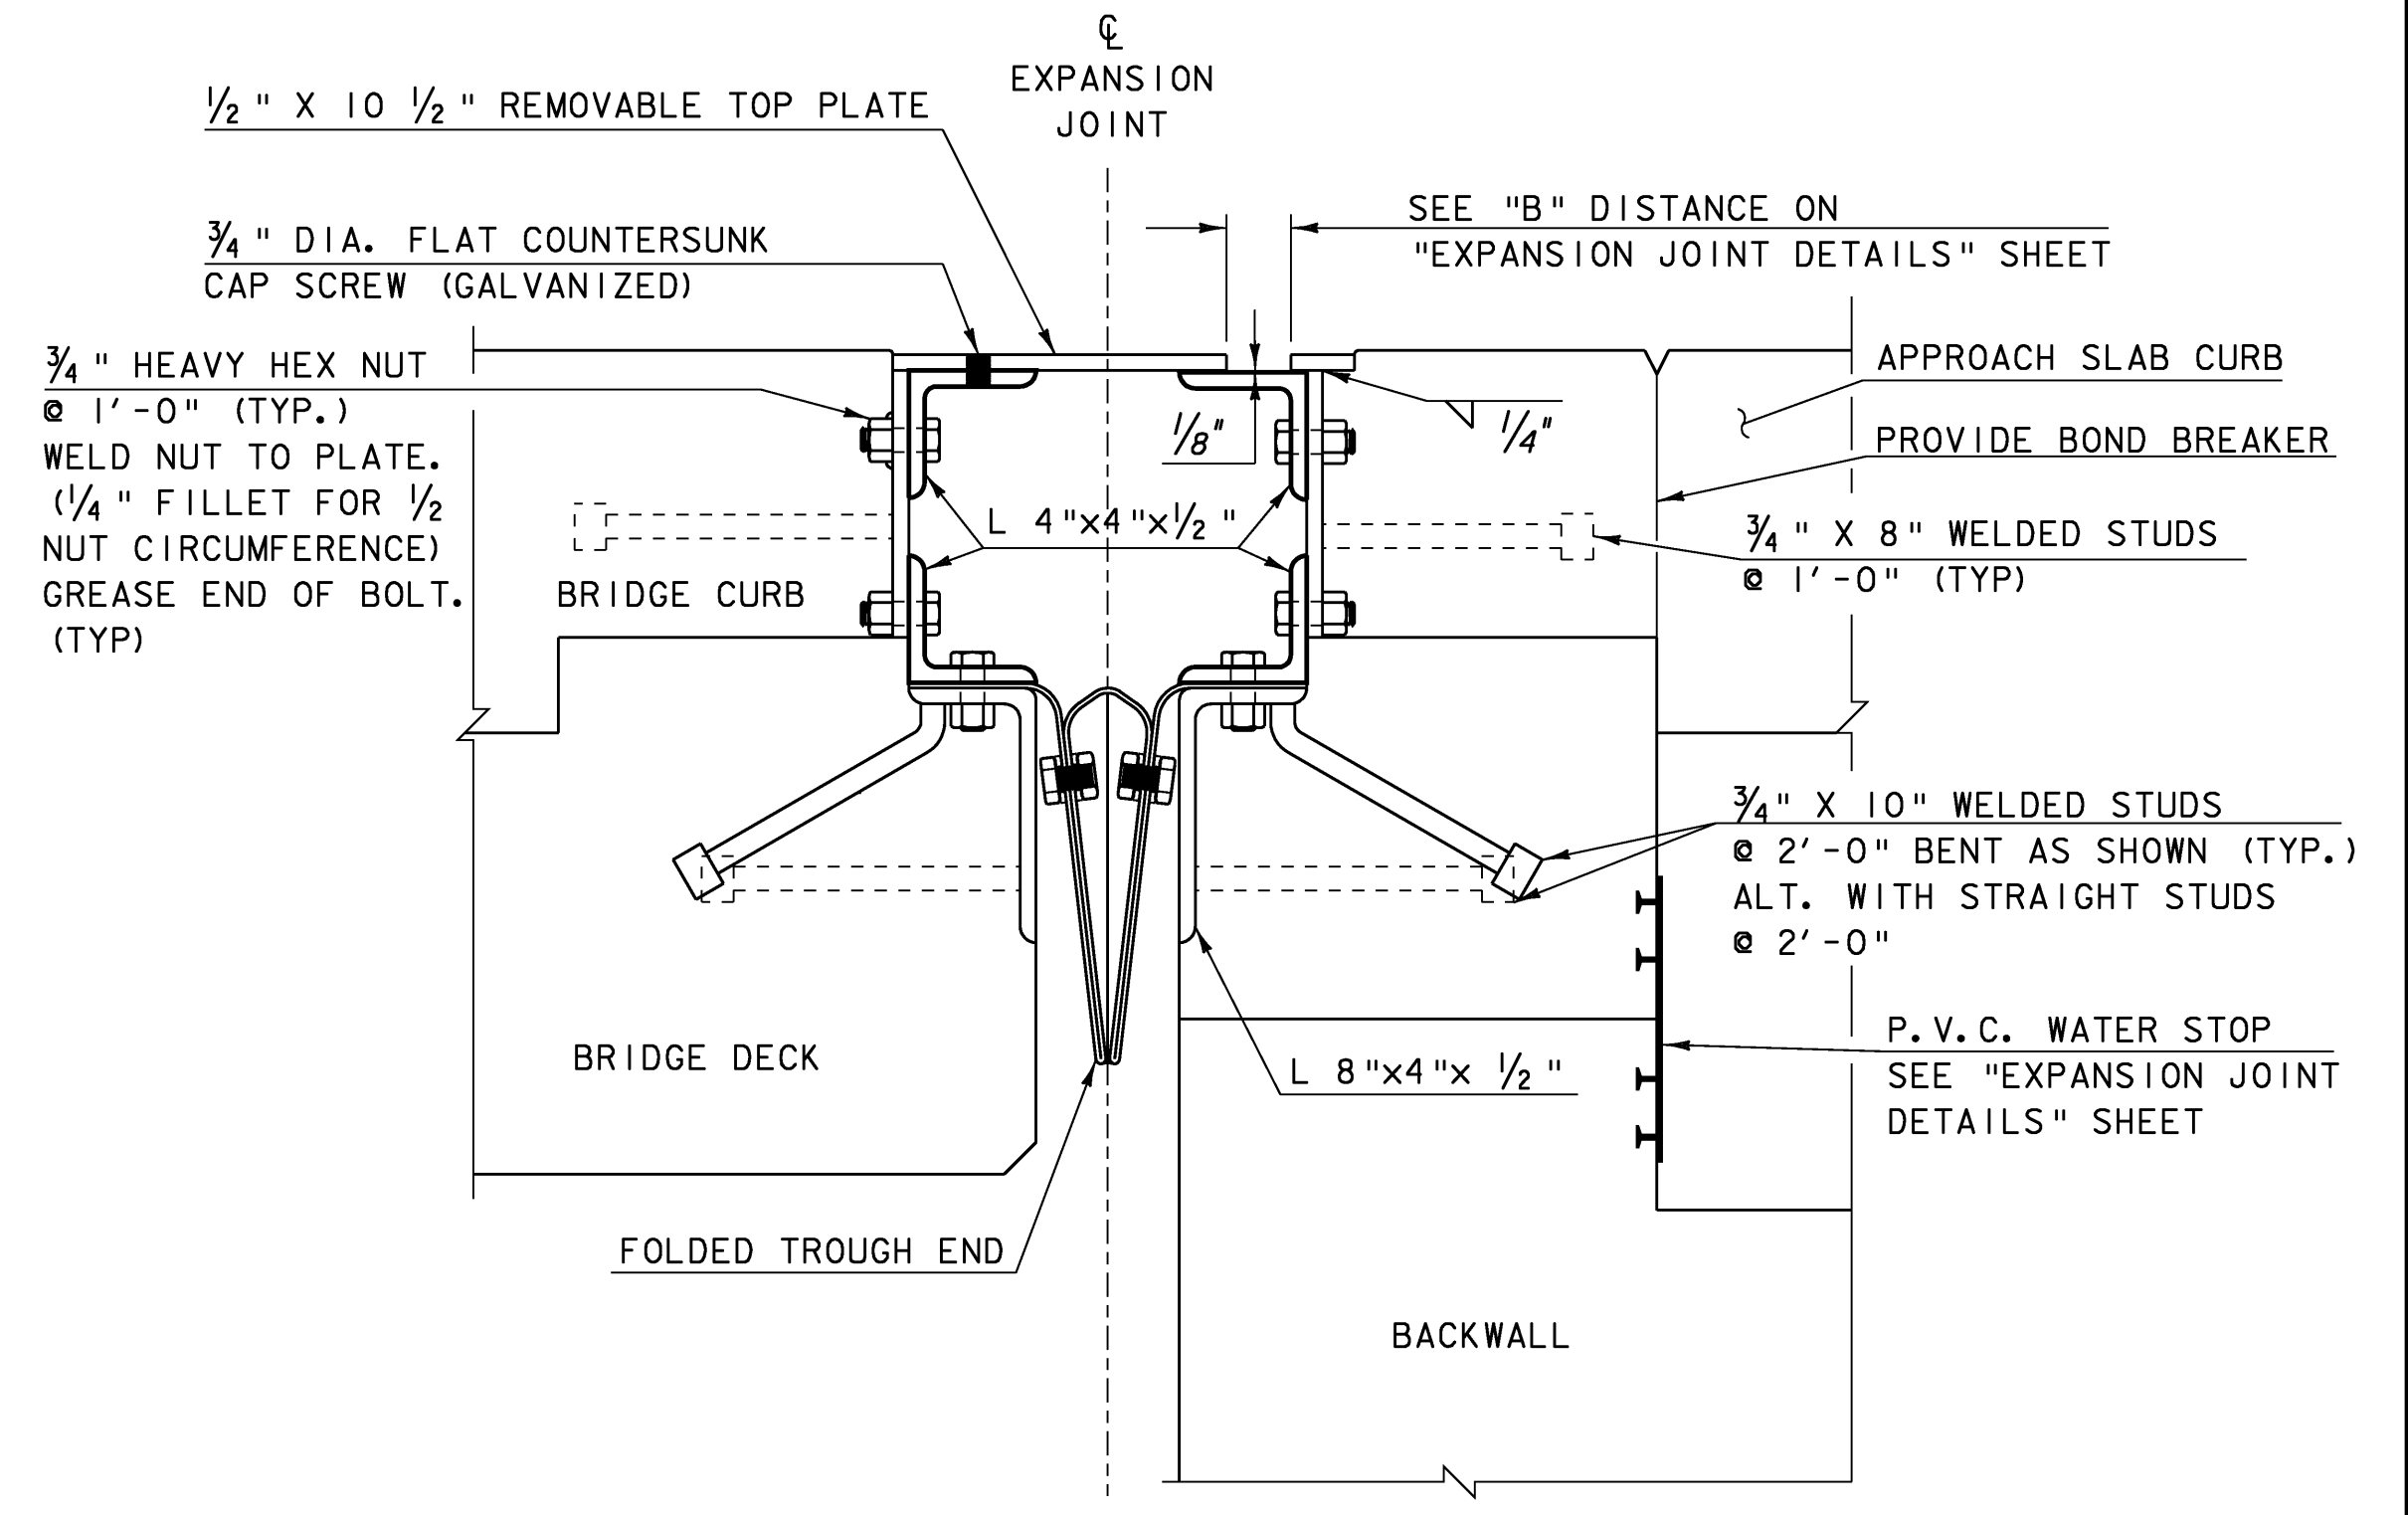 ℄
EXPANSION
JOINT
1/2 " X 10 1/2 " REMOVABLE TOP PLATE
3/4 " DIA. FLAT COUNTERSUNK
CAP SCREW (GALVANIZED)
3/4 " HEAVY HEX NUT
@ 1'-0" (TYP.)
WELD NUT TO PLATE.
(1/4 " FILLET FOR 1/2
NUT CIRCUMFERENCE)
GREASE END OF BOLT.
(TYP)
BRIDGE CURB
SEE "B" DISTANCE ON
"EXPANSION JOINT DETAILS" SHEET
1/8"
1/4"
L 4"x4"x1/2 "
APPROACH SLAB CURB
PROVIDE BOND BREAKER
3/4 " X 8" WELDED STUDS
@ 1'-0" (TYP)
3/4" X 10" WELDED STUDS
@ 2'-0" BENT AS SHOWN (TYP.)
ALT. WITH STRAIGHT STUDS
@ 2'-0"
BRIDGE DECK
L 8"x4"x 1/2 "
P.V.C. WATER STOP
SEE "EXPANSION JOINT
DETAILS" SHEET
FOLDED TROUGH END
BACKWALL